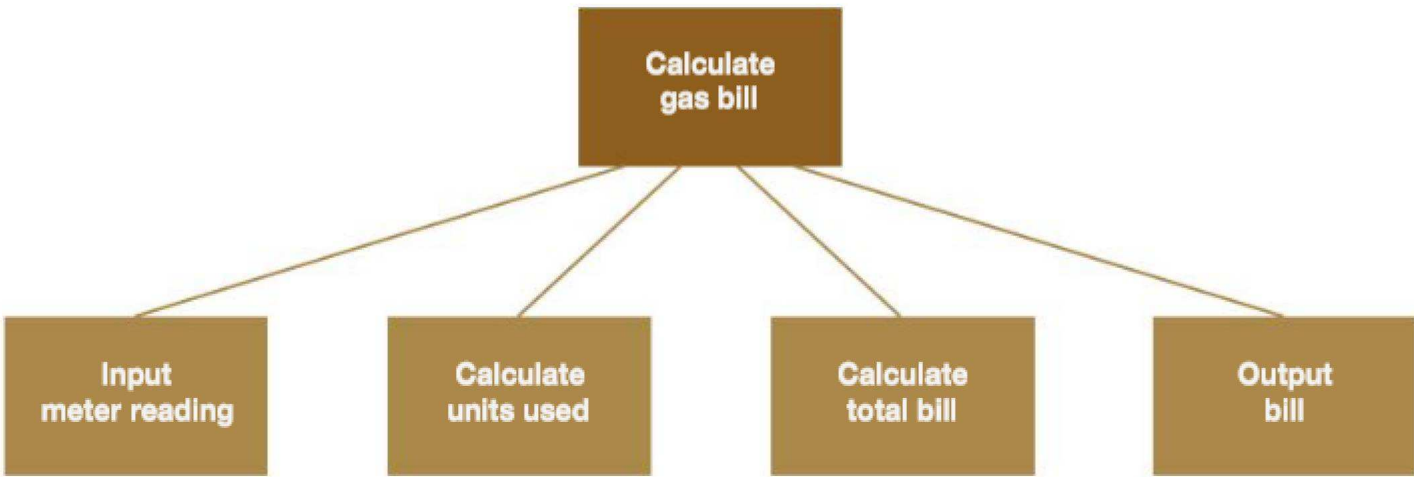 Calculate
gas bill
Input
meter reading
Calculate
units used
Calculate
total bill
Output
bill